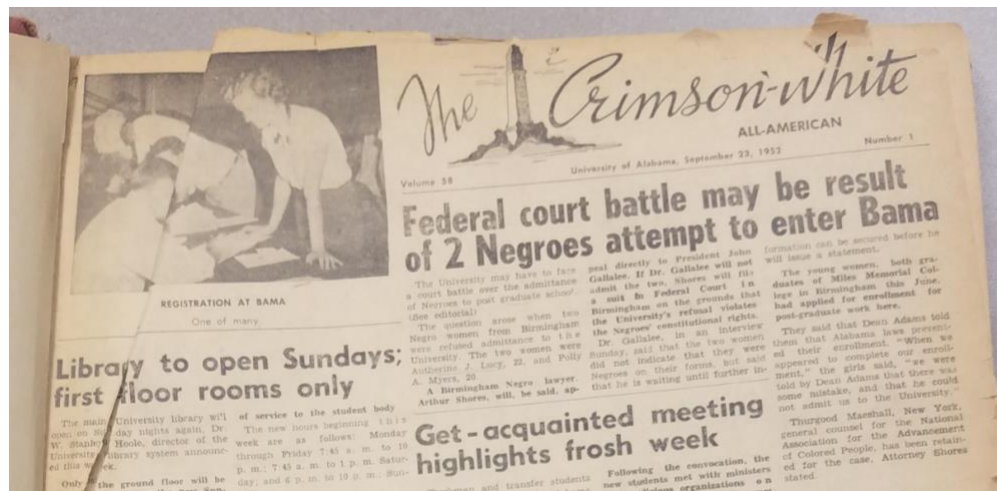 The Crimson-White
ALL-AMERICAN
Volume 58
University of Alabama, September 23, 1952
Number 1
REGISTRATION AT BAMA
One of many
Federal court battle may be result
of 2 Negroes attempt to enter Bama
The University may have to face
a court battle over the admittance
of Negroes to post graduate school.
(See editorial)
The question arose when two
Negro women from Birmingham
were refused admittance to the
University. The two women were
Autherine J. Lucy, 22, and Polly
A. Myers, 20.
A Birmingham Negro lawyer,
Arthur Shores, will be, said, ap-
peal directly to President John
Gallalee. If Dr. Gallalee will not
admit the two, Shores will file
a suit in Federal Court in
Birmingham on the grounds that
the University's refusal violates
the Negroes' constitutional rights.
Dr. Gallalee, in an interview
Sunday, said that the two women
did not indicate that they were
Negroes on their forms, but said
that he is waiting until further in-
formation can be secured before he
will issue a statement.
The young women, both gra-
duates of Miles Memorial Col-
lege in Birmingham this June,
had applied for enrollment for
post-graduate work here.
They said that Dean Adams told
them that Alabama laws prevent-
ed their enrollment. "When we
appeared to complete our enroll-
ment," the girls said, "we were
told by Dean Adams that there was
some mistake, and that he could
not admit us to the University."
Thurgood Marshall, New York,
general counsel for the National
Association for the Advancement
of Colored People, has been retain-
ed for the case, Attorney Shores
stated.
Library to open Sundays;
first floor rooms only
The main University library will
open on Sunday nights again, Dr.
W. Stanley Hoole, director of the
University library system announc-
ed this week.
Only the ground floor will be
of service to the student body
The new hours beginning this
week are as follows: Monday
through Friday 7:45 a. m. to 10
p. m.; 7:45 a. m. to 1 p. m. Satur-
day; and 6 p. m. to 10 p. m., Sun-
Get-acquainted meeting
highlights frosh week
and transfer students
Following the convocation, the
new students met with ministers
organizations on